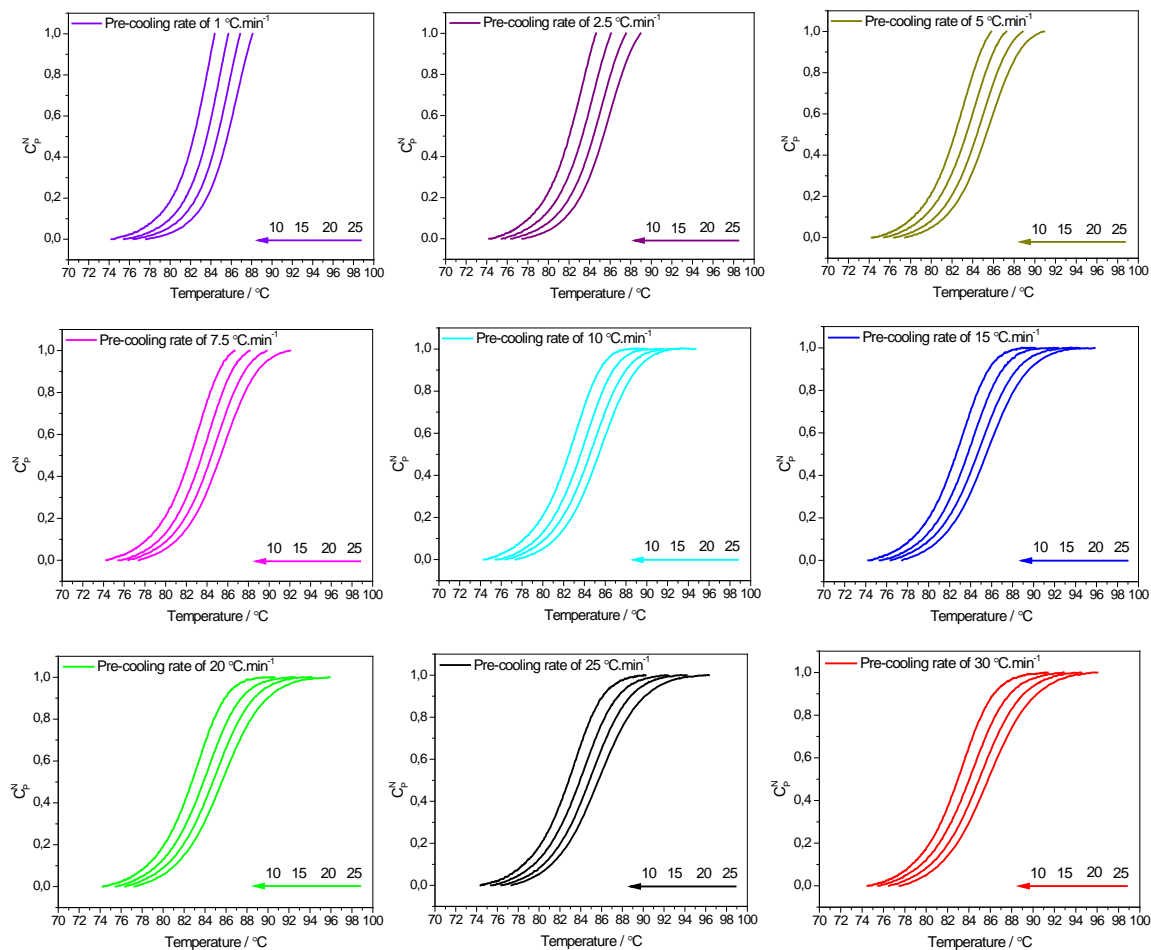 Pre-cooling rate of 1 °C.min⁻¹
1,0
0,8
0,6
0,4
0,2
0,0
C_P^N
10 15 20 25
70 72 74 76 78 80 82 84 86 88 90 92 94 96 98 100
Temperature / °C
Pre-cooling rate of 2.5 °C.min⁻¹
1,0
0,8
0,6
0,4
0,2
0,0
C_P^N
10 15 20 25
70 72 74 76 78 80 82 84 86 88 90 92 94 96 98 100
Temperature / °C
Pre-cooling rate of 5 °C.min⁻¹
1,0
0,8
0,6
0,4
0,2
0,0
C_P^N
10 15 20 25
70 72 74 76 78 80 82 84 86 88 90 92 94 96 98 100
Temperature / °C
Pre-cooling rate of 7.5 °C.min⁻¹
1,0
0,8
0,6
0,4
0,2
0,0
C_P^N
10 15 20 25
70 72 74 76 78 80 82 84 86 88 90 92 94 96 98 100
Temperature / °C
Pre-cooling rate of 10 °C.min⁻¹
1,0
0,8
0,6
0,4
0,2
0,0
C_P^N
10 15 20 25
70 72 74 76 78 80 82 84 86 88 90 92 94 96 98 100
Temperature / °C
Pre-cooling rate of 15 °C.min⁻¹
1,0
0,8
0,6
0,4
0,2
0,0
C_P^N
10 15 20 25
70 72 74 76 78 80 82 84 86 88 90 92 94 96 98 100
Temperature / °C
Pre-cooling rate of 20 °C.min⁻¹
1,0
0,8
0,6
0,4
0,2
0,0
C_P^N
10 15 20 25
70 72 74 76 78 80 82 84 86 88 90 92 94 96 98 100
Temperature / °C
Pre-cooling rate of 25 °C.min⁻¹
1,0
0,8
0,6
0,4
0,2
0,0
C_P^N
10 15 20 25
70 72 74 76 78 80 82 84 86 88 90 92 94 96 98 100
Temperature / °C
Pre-cooling rate of 30 °C.min⁻¹
1,0
0,8
0,6
0,4
0,2
0,0
C_P^N
10 15 20 25
70 72 74 76 78 80 82 84 86 88 90 92 94 96 98 100
Temperature / °C